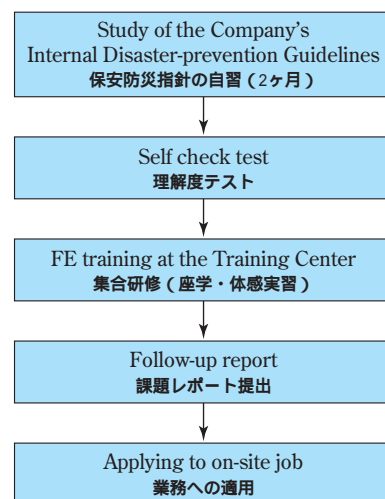 Study of the Company's
Internal Disaster-prevention Guidelines
保安防災指針の自習（2ヶ月）
Self check test
理解度テスト
FE training at the Training Center
集合研修（座学・体感実習）
Follow-up report
課題レポート提出
Applying to on-site job
業務への適用